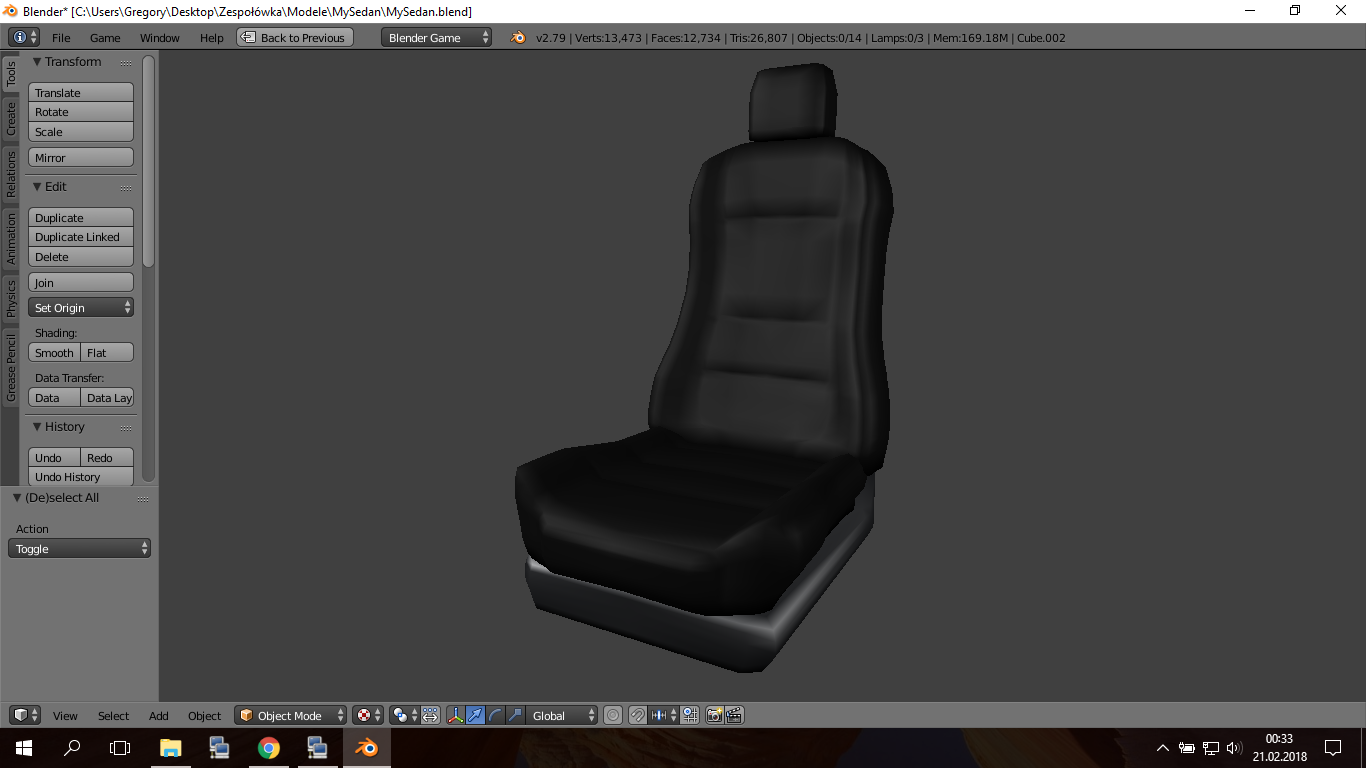 Blender* [C:\Users\Gregory\Desktop\Zespołówka\Modele\MySedan\MySedan.blend]
File Game Window Help Back to Previous Blender Game v2.79 | Verts:13,473 | Faces:12,734 | Tris:26,807 | Objects:0/14 | Lamps:0/3 | Mem:169.18M | Cube.002
Tools
Create
Relations
Animation
Physics
Grease Pencil
Transform
Translate
Rotate
Scale
Mirror
Edit
Duplicate
Duplicate Linked
Delete
Join
Set Origin
Shading:
Smooth Flat
Data Transfer:
Data Data Lay
History
Undo Redo
Undo History
(De)select All
Action
Toggle
View Select Add Object Object Mode Global
00:33
21.02.2018